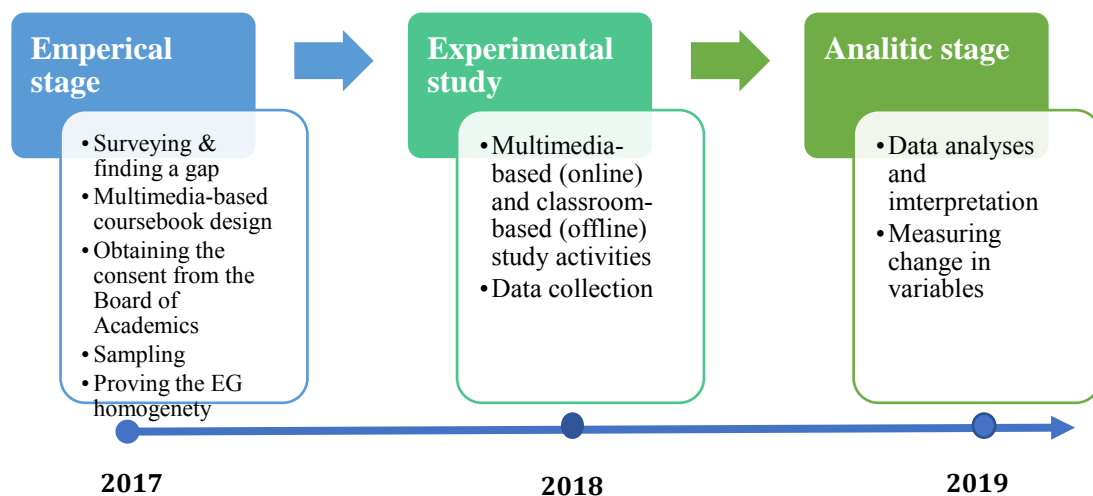 Emperical
stage
• Surveying &
finding a gap
• Multimedia-based
coursebook design
• Obtaining the
consent from the
Board of
Academics
• Sampling
• Proving the EG
homogenety
Experimental
study
• Multimedia-
based (online)
and classroom-
based (offline)
study activities
• Data collection
Analitic stage
• Data analyses
and
imterpretation
• Measuring
change in
variables
2017
2018
2019